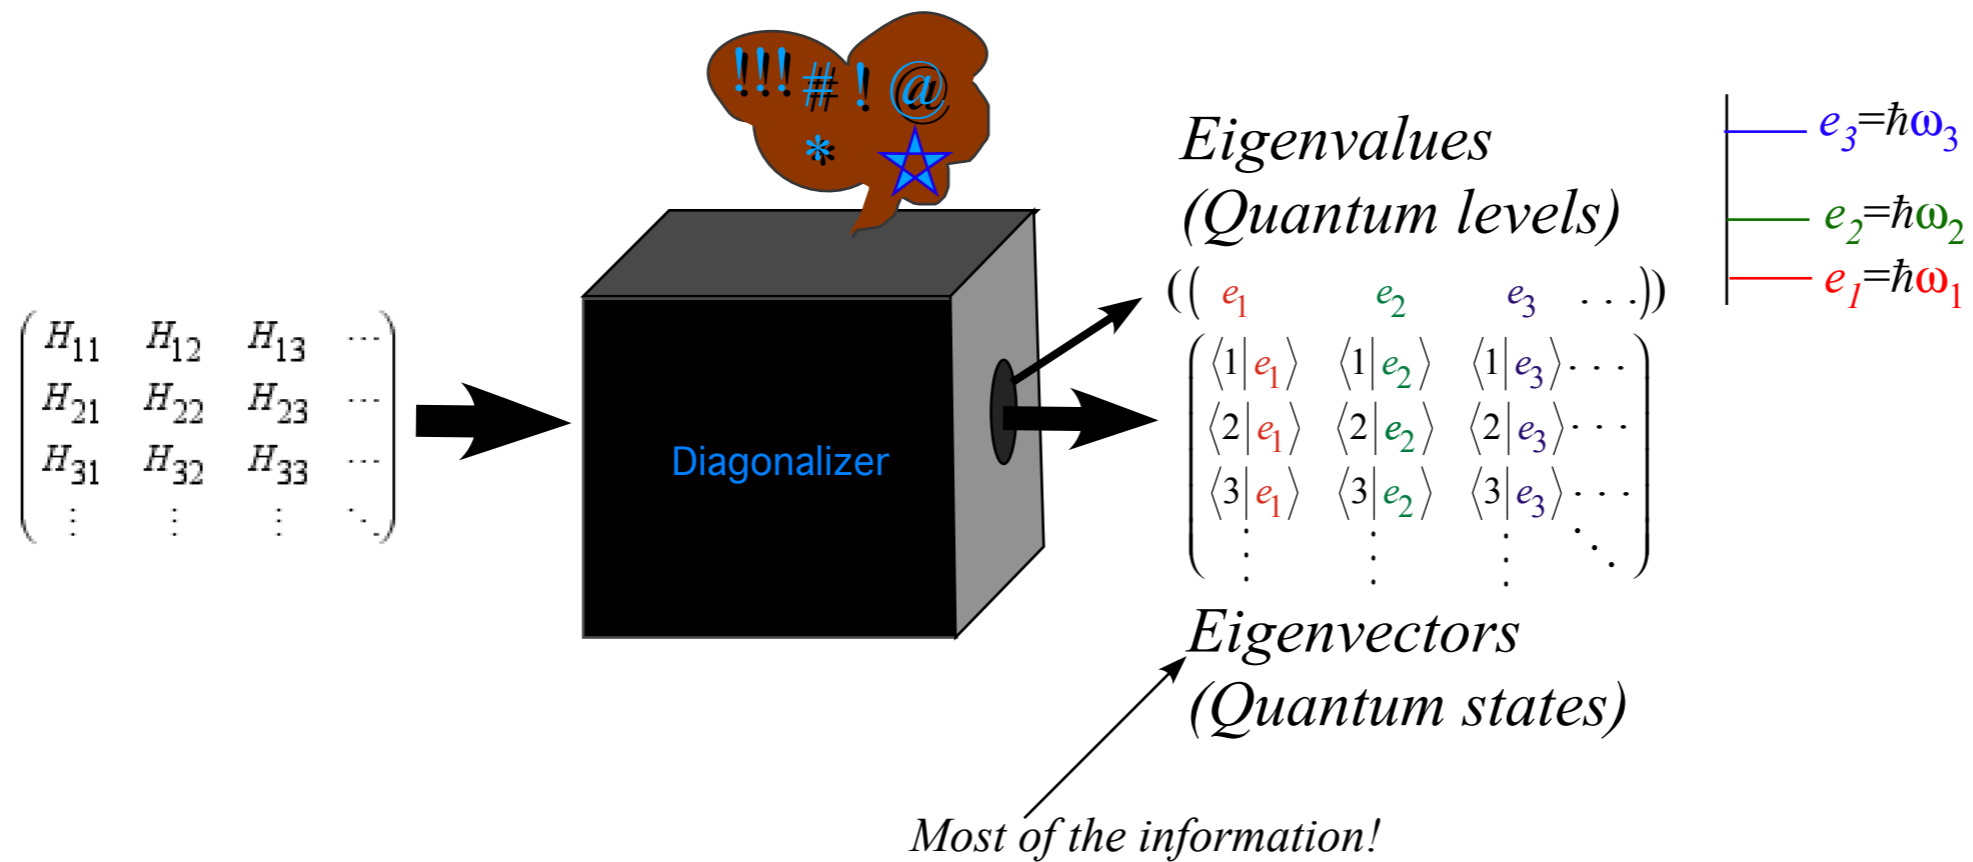 !!! # ! @
*
Eigenvalues
(Quantum levels)
e₃=ħω₃
e₂=ħω₂
e₁=ħω₁
(( e₁ e₂ e₃ ...))
H₁₁ H₁₂ H₁₃ ...
H₂₁ H₂₂ H₂₃ ...
H₃₁ H₃₂ H₃₃ ...
⋮ ⋮ ⋮ ⋱
Diagonalizer
⟨1|e₁⟩ ⟨1|e₂⟩ ⟨1|e₃⟩ ...
⟨2|e₁⟩ ⟨2|e₂⟩ ⟨2|e₃⟩ ...
⟨3|e₁⟩ ⟨3|e₂⟩ ⟨3|e₃⟩ ...
⋮ ⋮ ⋮ ⋱
Eigenvectors
(Quantum states)
Most of the information!